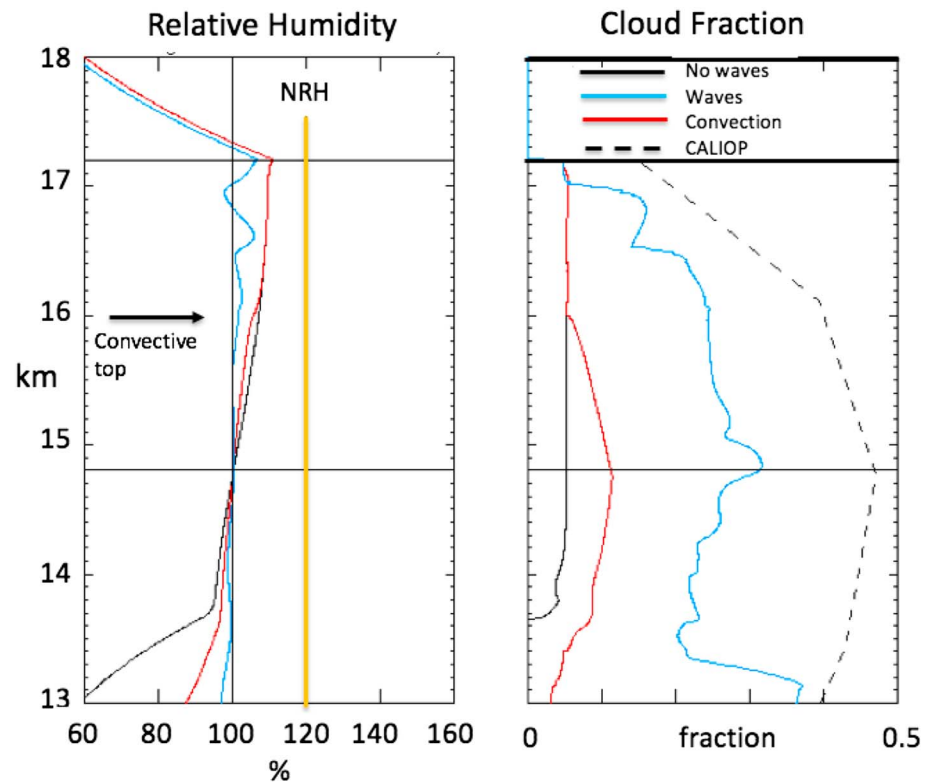 Relative Humidity
Cloud Fraction
18
17
16
15
14
13
km
NRH
Convective
top
60 80 100 120 140 160
%
No waves
Waves
Convection
CALIOP
0 fraction 0.5